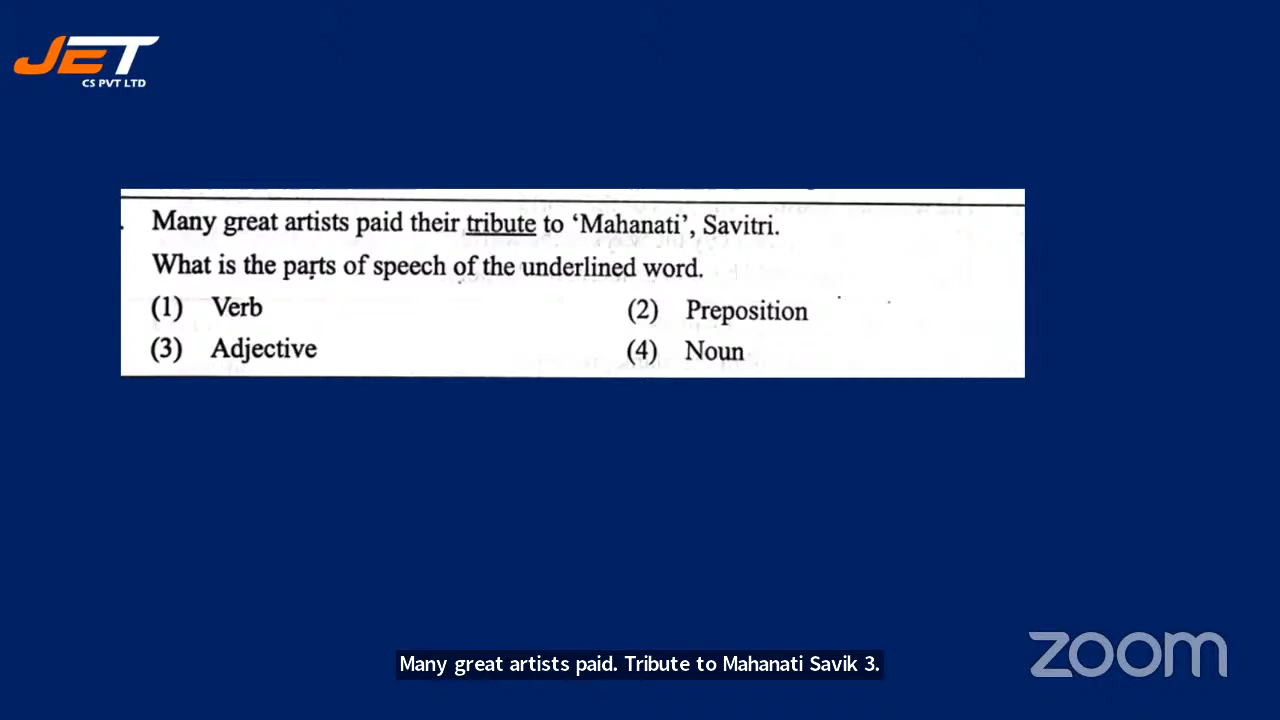 JET
CS PVT LTD
Many great artists paid their tribute to ‘Mahanati’, Savitri.
What is the parts of speech of the underlined word.
(1) Verb (2) Preposition
(3) Adjective (4) Noun
Many great artists paid. Tribute to Mahanati Savik 3.
zoom